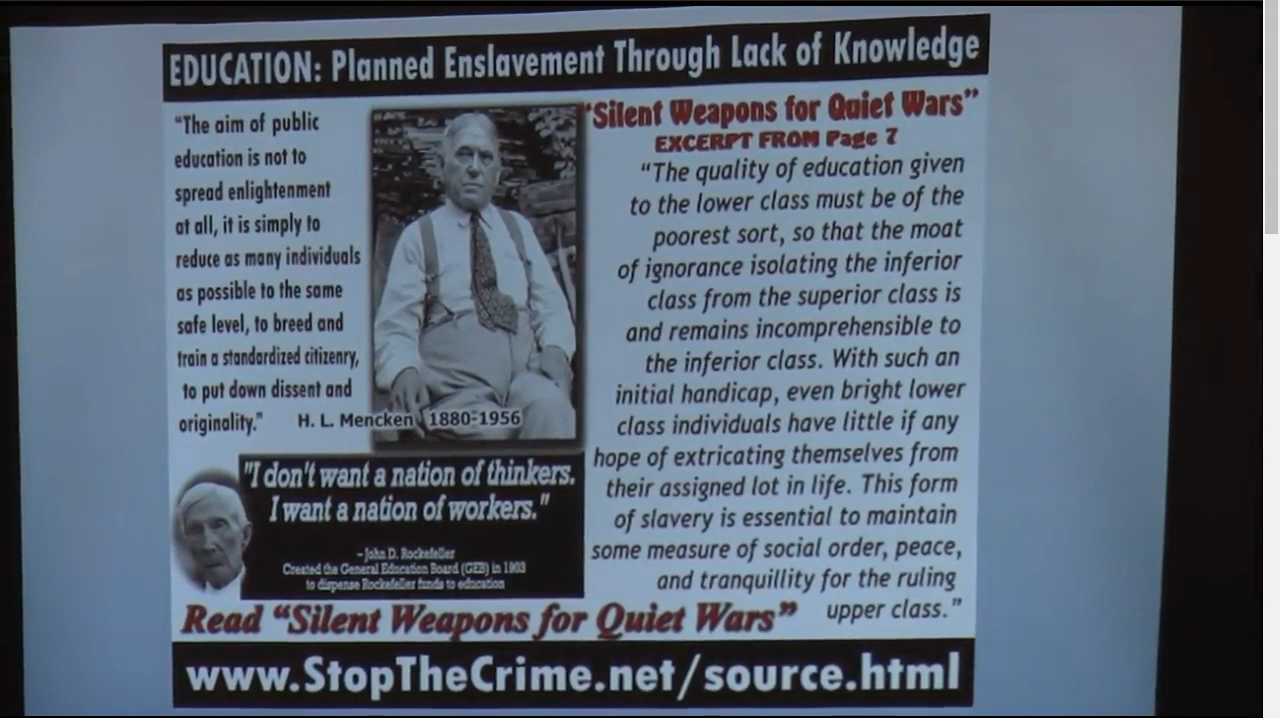 EDUCATION: Planned Enslavement Through Lack of Knowledge
"The aim of public
education is not to
spread enlightenment
at all, it is simply to
reduce as many individuals
as possible to the same
safe level, to breed and
train a standardized citizenry,
to put down dissent and
originality."
H. L. Mencken 1880-1956
"I don't want a nation of thinkers.
I want a nation of workers."
– John D. Rockefeller
Created the General Education Board (GEB) in 1903
to dispense Rockefeller funds to education
"Silent Weapons for Quiet Wars"
EXCERPT FROM Page 7
"The quality of education given
to the lower class must be of the
poorest sort, so that the moat
of ignorance isolating the inferior
class from the superior class is
and remains incomprehensible to
the inferior class. With such an
initial handicap, even bright lower
class individuals have little if any
hope of extricating themselves from
their assigned lot in life. This form
of slavery is essential to maintain
some measure of social order, peace,
and tranquillity for the ruling
upper class."
Read "Silent Weapons for Quiet Wars"
www.StopTheCrime.net/source.html